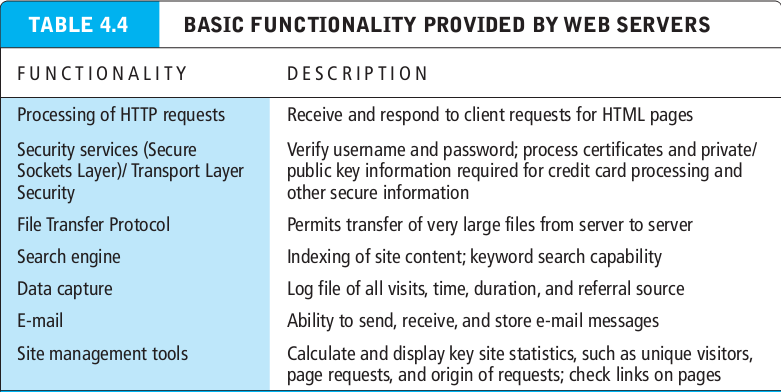 TABLE 4.4 BASIC FUNCTIONALITY PROVIDED BY WEB SERVERS
FUNCTIONALITY DESCRIPTION
Processing of HTTP requests Receive and respond to client requests for HTML pages
Security services (Secure Verify username and password; process certificates and private/
Sockets Layer)/ Transport Layer public key information required for credit card processing and
Security other secure information
File Transfer Protocol Permits transfer of very large files from server to server
Search engine Indexing of site content; keyword search capability
Data capture Log file of all visits, time, duration, and referral source
E-mail Ability to send, receive, and store e-mail messages
Site management tools Calculate and display key site statistics, such as unique visitors,
page requests, and origin of requests; check links on pages